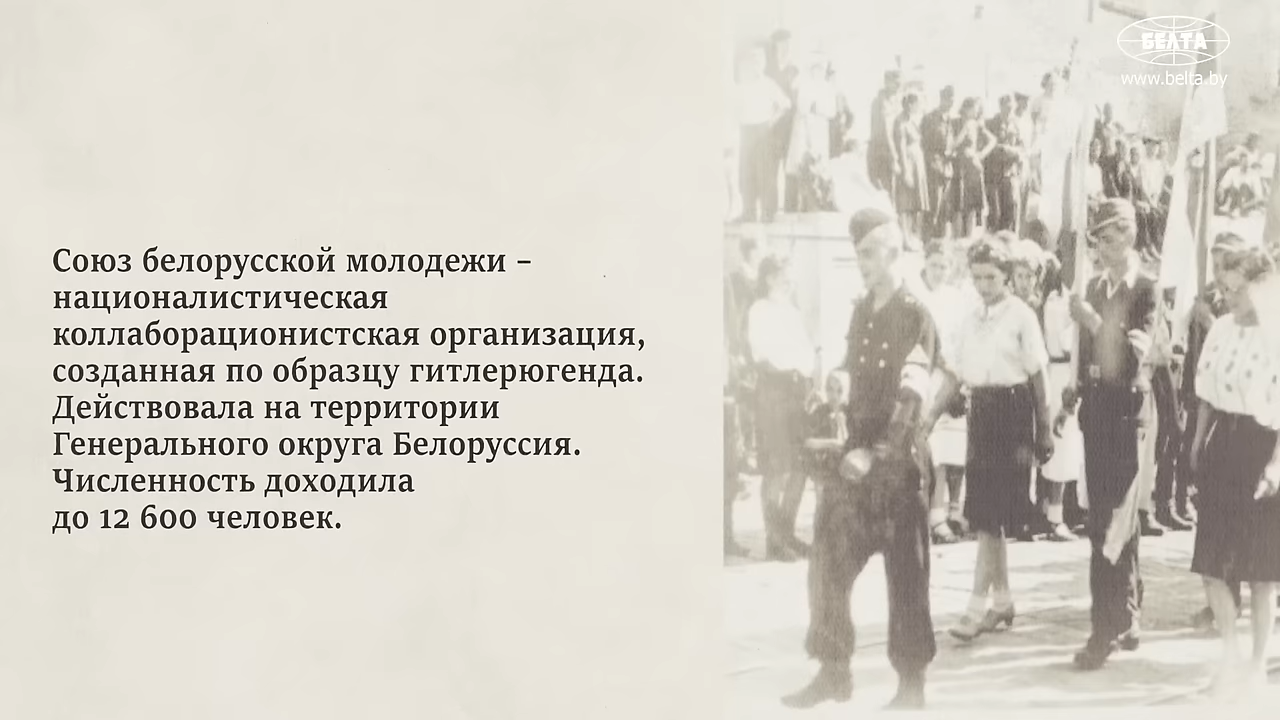 БЕЛТА
www.belta.by
Союз белорусской молодежи –
националистическая
коллаборационистская организация,
созданная по образцу гитлерюгенда.
Действовала на территории
Генерального округа Белоруссия.
Численность доходила
до 12 600 человек.